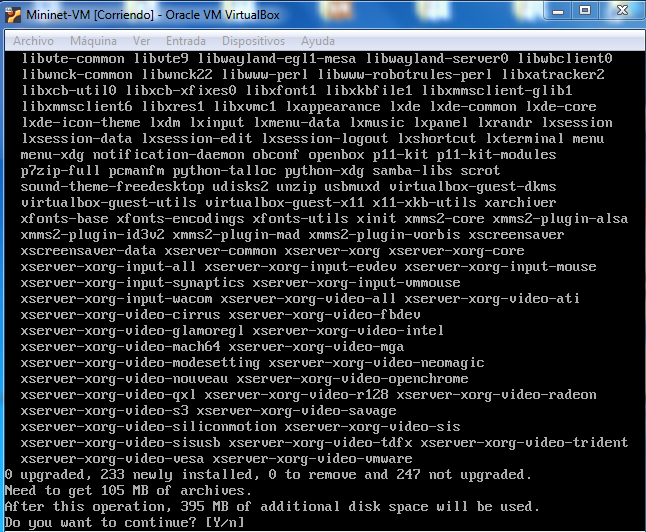 Mininet-VM [Corriendo] - Oracle VM VirtualBox
Archivo Máquina Ver Entrada Dispositivos Ayuda
libvte-common libvte9 libwayland-egl1-mesa libwayland-server0 libwbclient0
libwnck-common libwnck22 libwww-perl libwww-robotrules-perl libxatracker2
libxcb-util0 libxcb-xfixes0 libxfont1 libxkbfile1 libxmmsclient-glib1
libxmmsclient6 libxres1 libxvmc1 lxappearance lxde lxde-common lxde-core
lxde-icon-theme lxdm lxinput lxmenu-data lxmusic lxpanel lxrandr lxsession
lxsession-data lxsession-edit lxsession-logout lxshortcut lxterminal menu
menu-xdg notification-daemon obconf openbox p11-kit p11-kit-modules
p7zip-full pcmanfm python-talloc python-xdg samba-libs scrot
sound-theme-freedesktop udisks2 unzip usbmuxd virtualbox-guest-dkms
virtualbox-guest-utils virtualbox-guest-x11 x11-xkb-utils xarchiver
xfonts-base xfonts-encodings xfonts-utils xinit xmms2-core xmms2-plugin-alsa
xmms2-plugin-id3v2 xmms2-plugin-mad xmms2-plugin-vorbis xscreensaver
xscreensaver-data xserver-common xserver-xorg xserver-xorg-core
xserver-xorg-input-all xserver-xorg-input-evdev xserver-xorg-input-mouse
xserver-xorg-input-synaptics xserver-xorg-input-vmmouse
xserver-xorg-input-wacom xserver-xorg-video-all xserver-xorg-video-ati
xserver-xorg-video-cirrus xserver-xorg-video-fbdev
xserver-xorg-video-glamoregl xserver-xorg-video-intel
xserver-xorg-video-mach64 xserver-xorg-video-mga
xserver-xorg-video-modesetting xserver-xorg-video-neomagic
xserver-xorg-video-nouveau xserver-xorg-video-openchrome
xserver-xorg-video-qxl xserver-xorg-video-r128 xserver-xorg-video-radeon
xserver-xorg-video-s3 xserver-xorg-video-savage
xserver-xorg-video-siliconmotion xserver-xorg-video-sis
xserver-xorg-video-sisusb xserver-xorg-video-tdfx xserver-xorg-video-trident
xserver-xorg-video-vesa xserver-xorg-video-vmware
0 upgraded, 233 newly installed, 0 to remove and 247 not upgraded.
Need to get 105 MB of archives.
After this operation, 395 MB of additional disk space will be used.
Do you want to continue? [Y/n]